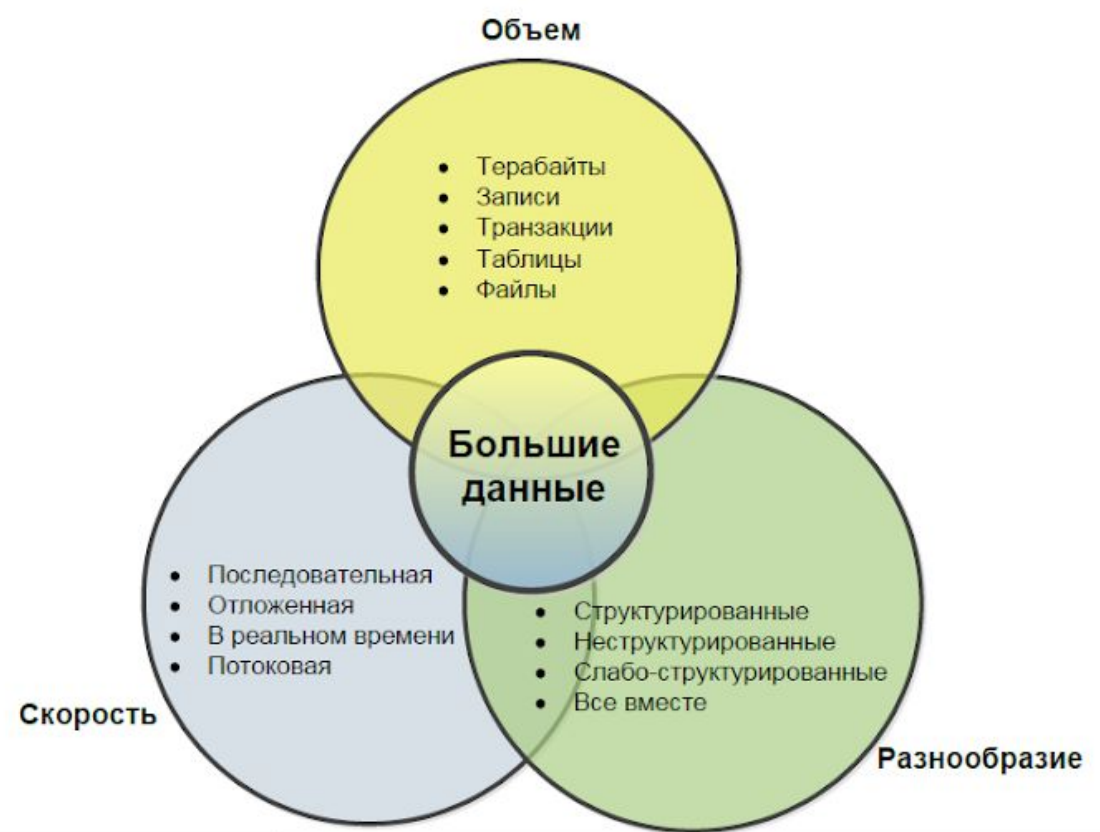 Объем
• Терабайты
• Записи
• Транзакции
• Таблицы
• Файлы
Большие
данные
• Последовательная
• Отложенная
• В реальном времени
• Потоковая
Скорость
• Структурированные
• Неструктурированные
• Слабо-структурированные
• Все вместе
Разнообразие